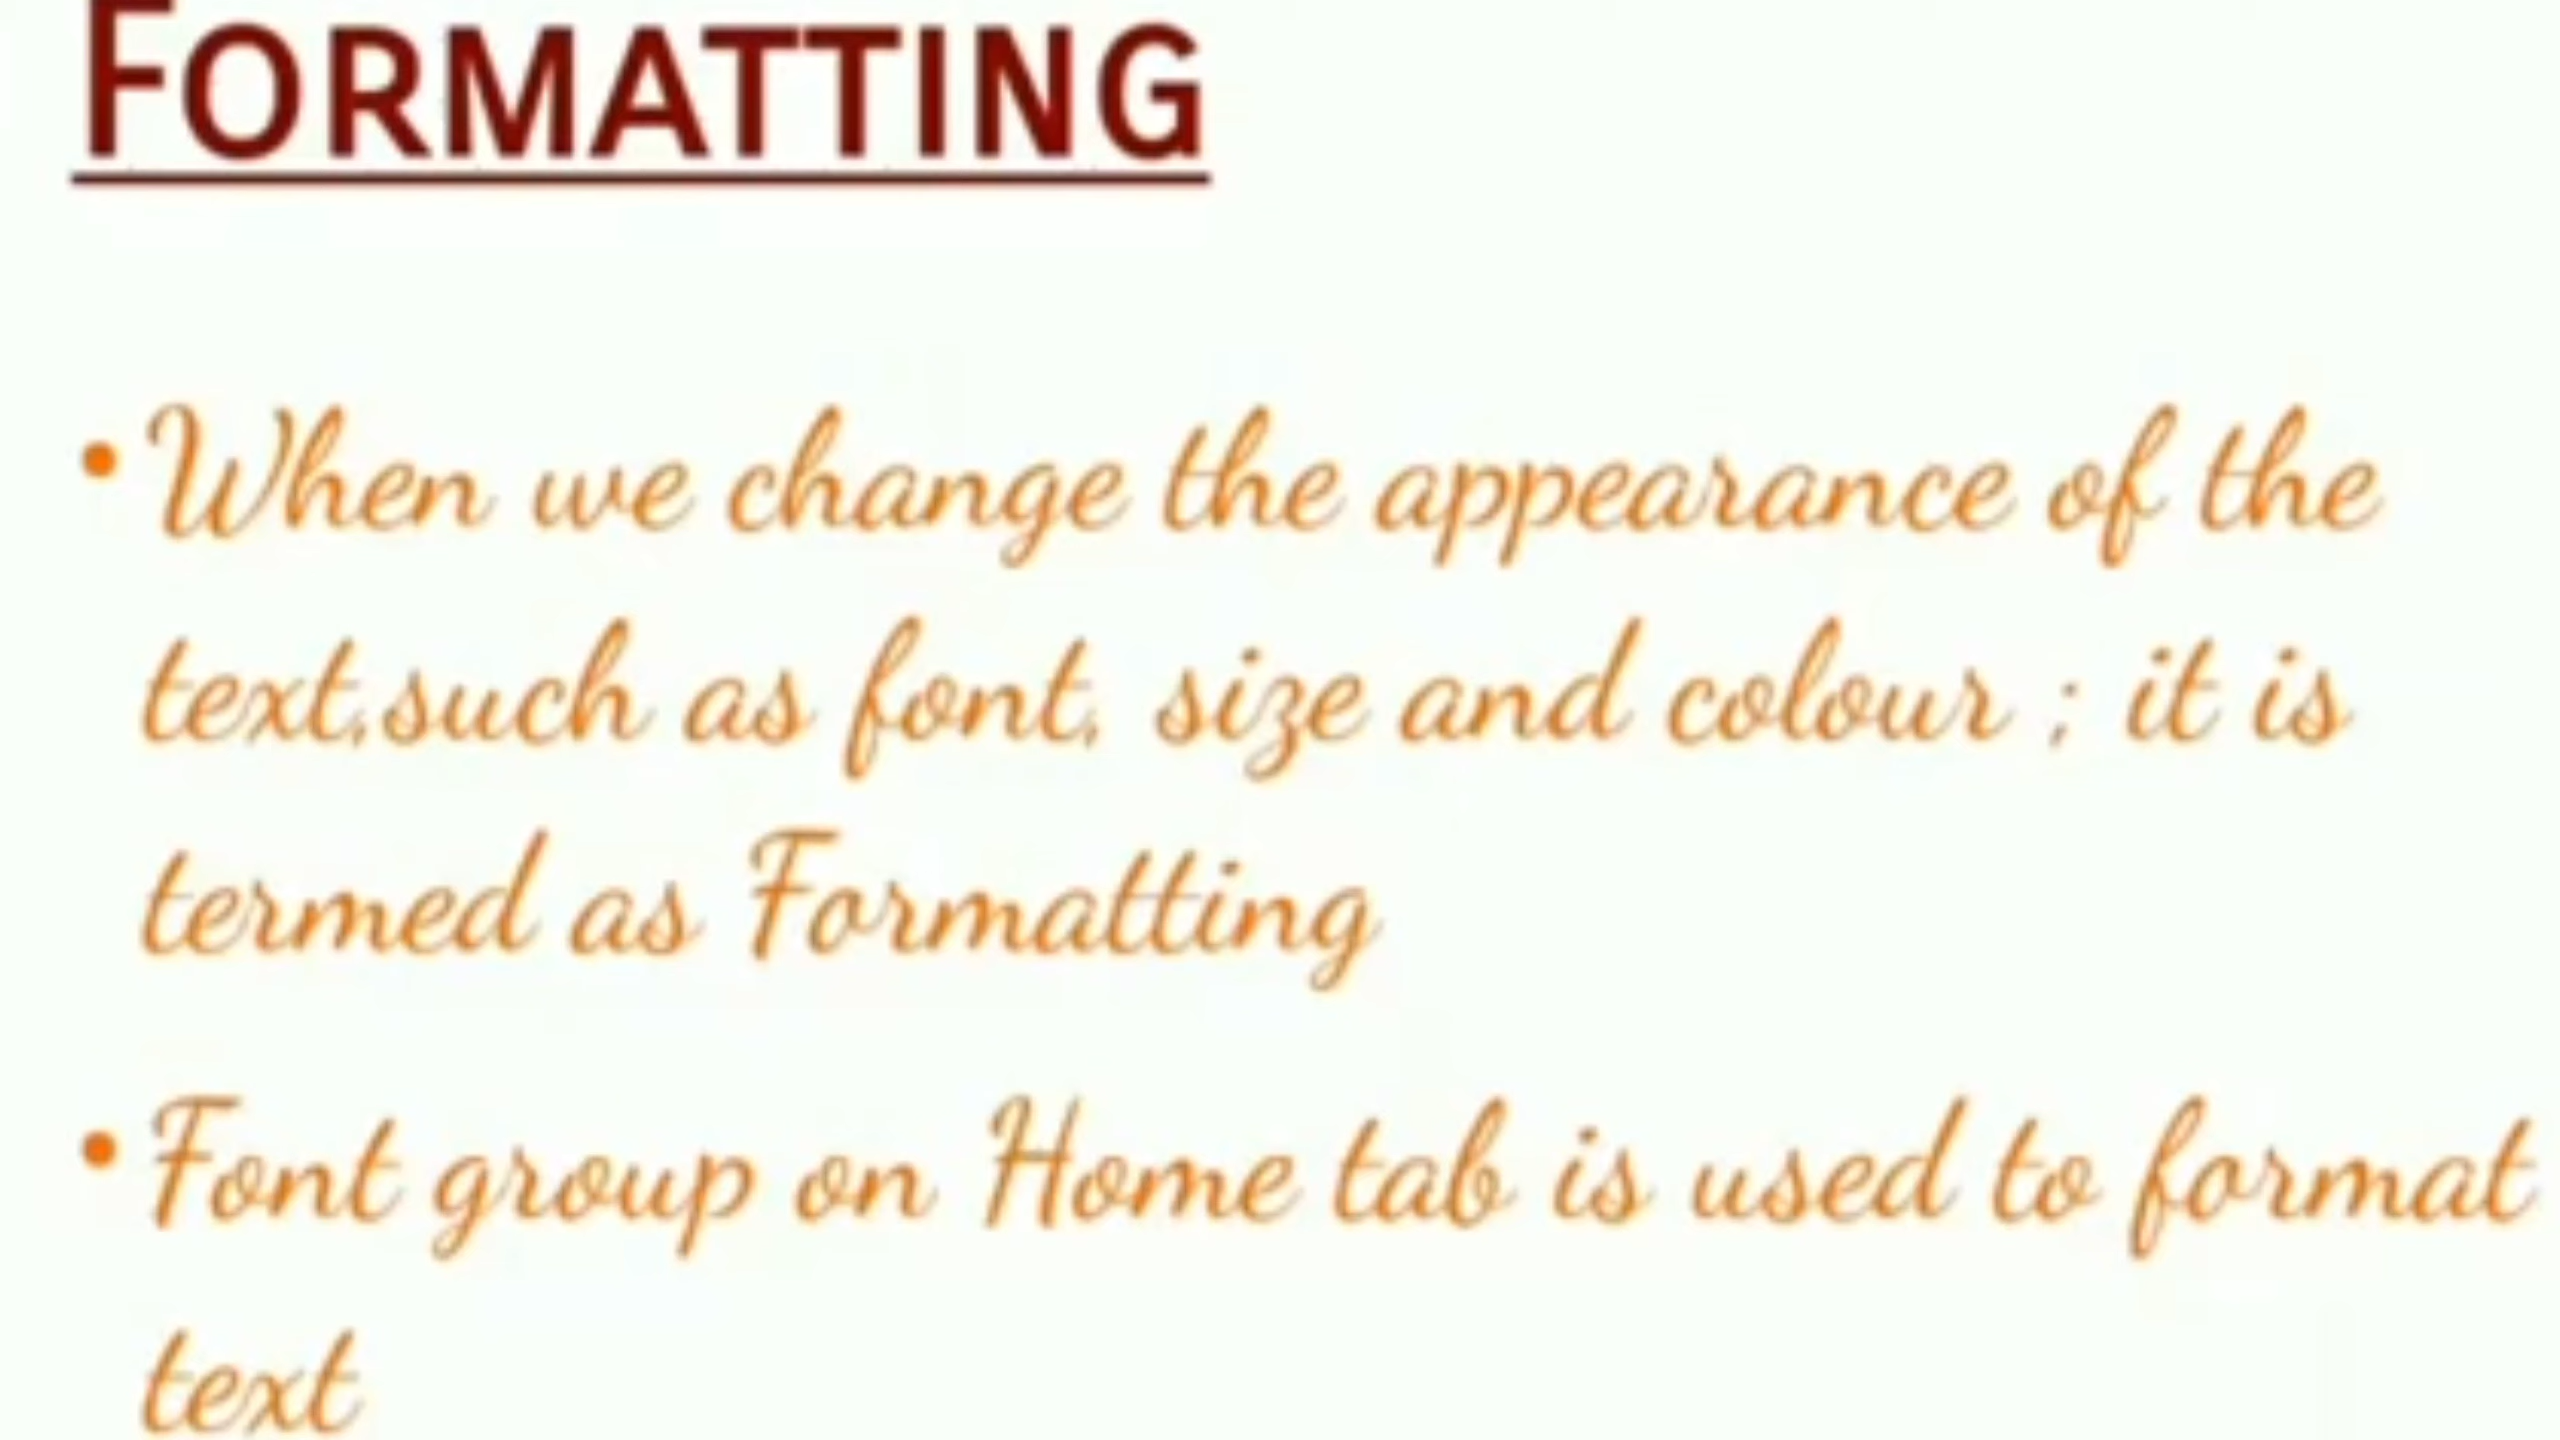 FORMATTING
• When we change the appearance of the
text,such as font, size and colour ; it is
termed as Formatting
• Font group on Home tab is used to format
text